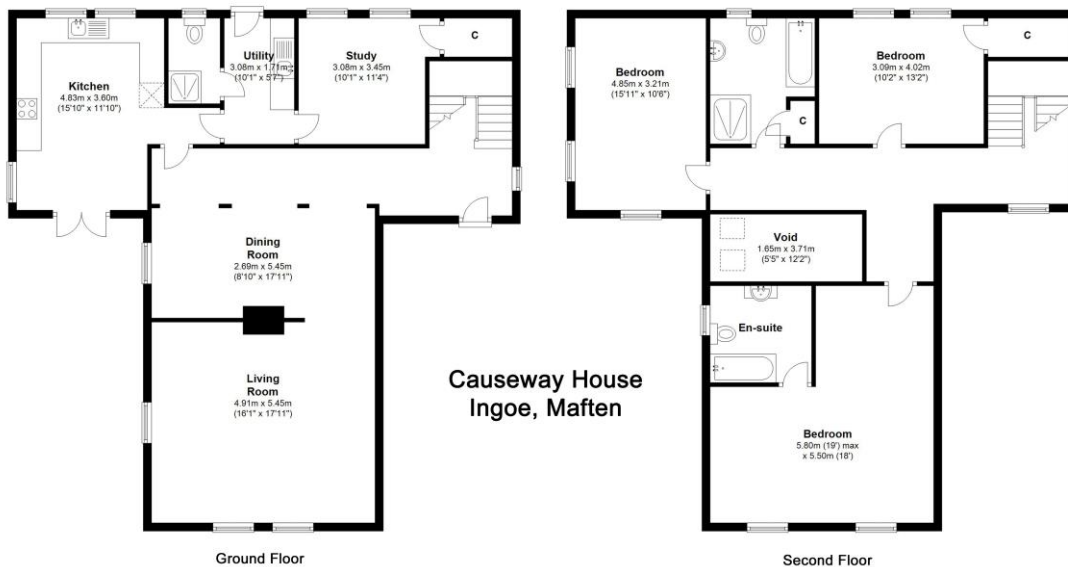 Kitchen
4.83m x 3.60m
(15'10" x 11'10")
Utility
3.08m x 1.71m
(10'1" x 5'7")
Study
3.08m x 3.45m
(10'1" x 11'4")
C
Dining
Room
2.69m x 5.45m
(8'10" x 17'11")
Living
Room
4.91m x 5.45m
(16'1" x 17'11")
Ground Floor
Causeway House
Ingoe, Maften
Bedroom
4.85m x 3.21m
(15'11" x 10'6")
C
Bedroom
3.09m x 4.02m
(10'2" x 13'2")
C
Void
1.65m x 3.71m
(5'5" x 12'2")
En-suite
Bedroom
5.80m (19') max
x 5.50m (18')
Second Floor